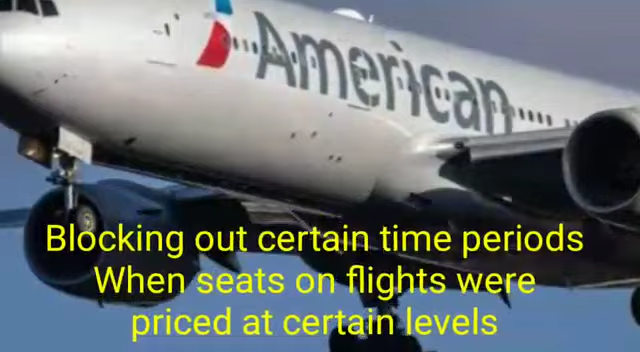 American
Blocking out certain time periods
When seats on flights were
priced at certain levels